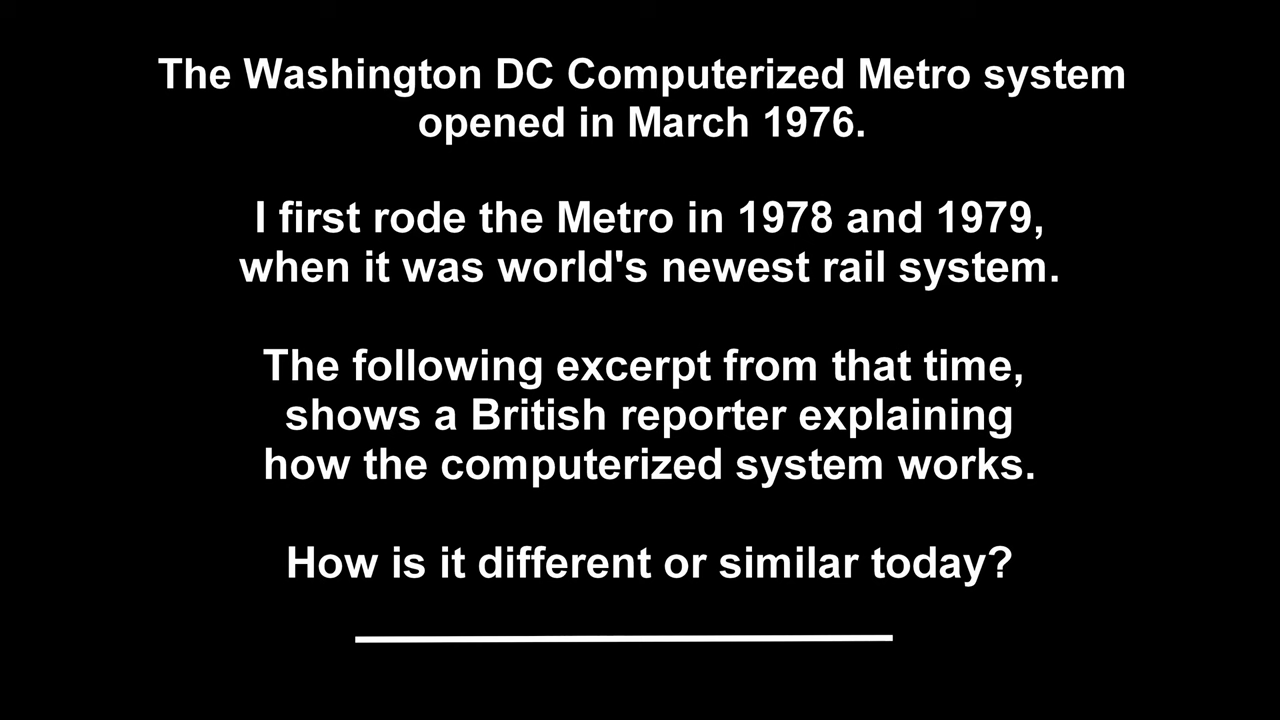 The Washington DC Computerized Metro system
opened in March 1976.
I first rode the Metro in 1978 and 1979,
when it was world's newest rail system.
The following excerpt from that time,
shows a British reporter explaining
how the computerized system works.
How is it different or similar today?